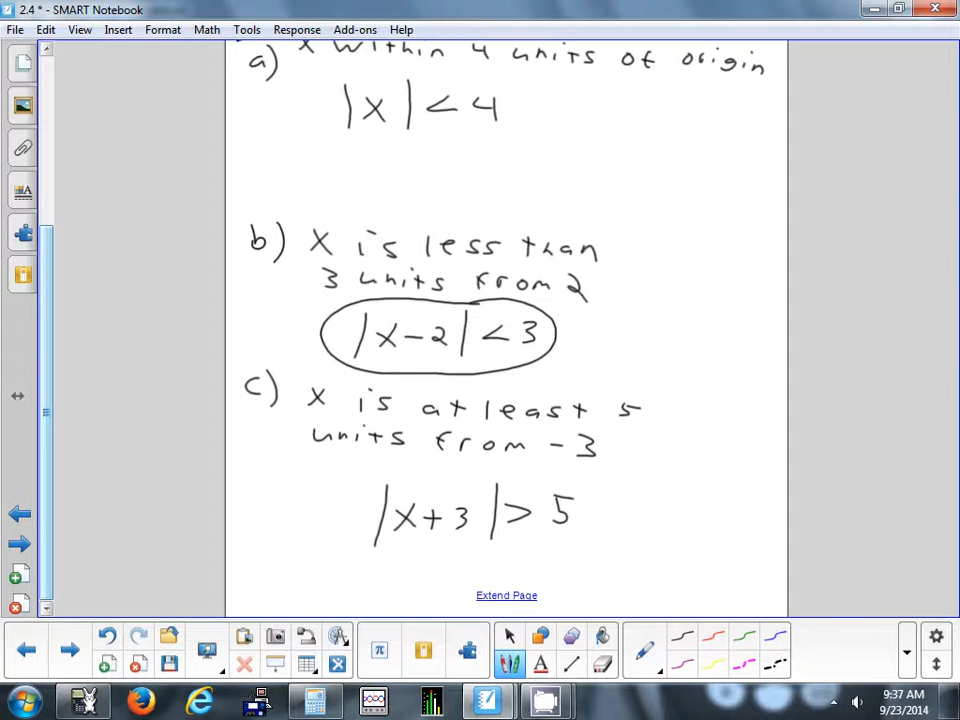 2.4 * - SMART Notebook
File Edit View Insert Format Math Tools Response Add-ons Help
a) x within 4 units of origin
|x| < 4
b) x is less than
3 units from 2
|x-2| < 3
c) x is at least 5
units from -3
|x+3| > 5
Extend Page
π
A
9:37 AM
9/23/2014